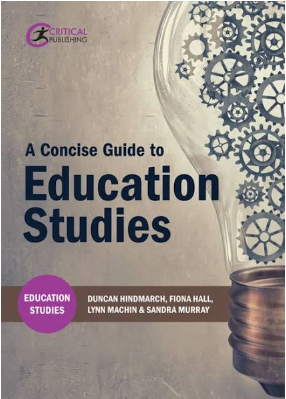 CRITICAL
PUBLISHING
A Concise Guide to
Education
Studies
EDUCATION
STUDIES
DUNCAN HINDMARCH, FIONA HALL,
LYNN MACHIN & SANDRA MURRAY